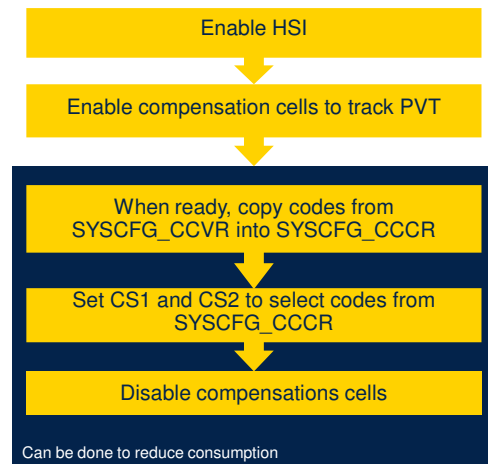 Enable HSI
Enable compensation cells to track PVT
When ready, copy codes from
SYSCFG_CCVR into SYSCFG_CCCR
Set CS1 and CS2 to select codes from
SYSCFG_CCCR
Disable compensations cells
Can be done to reduce consumption